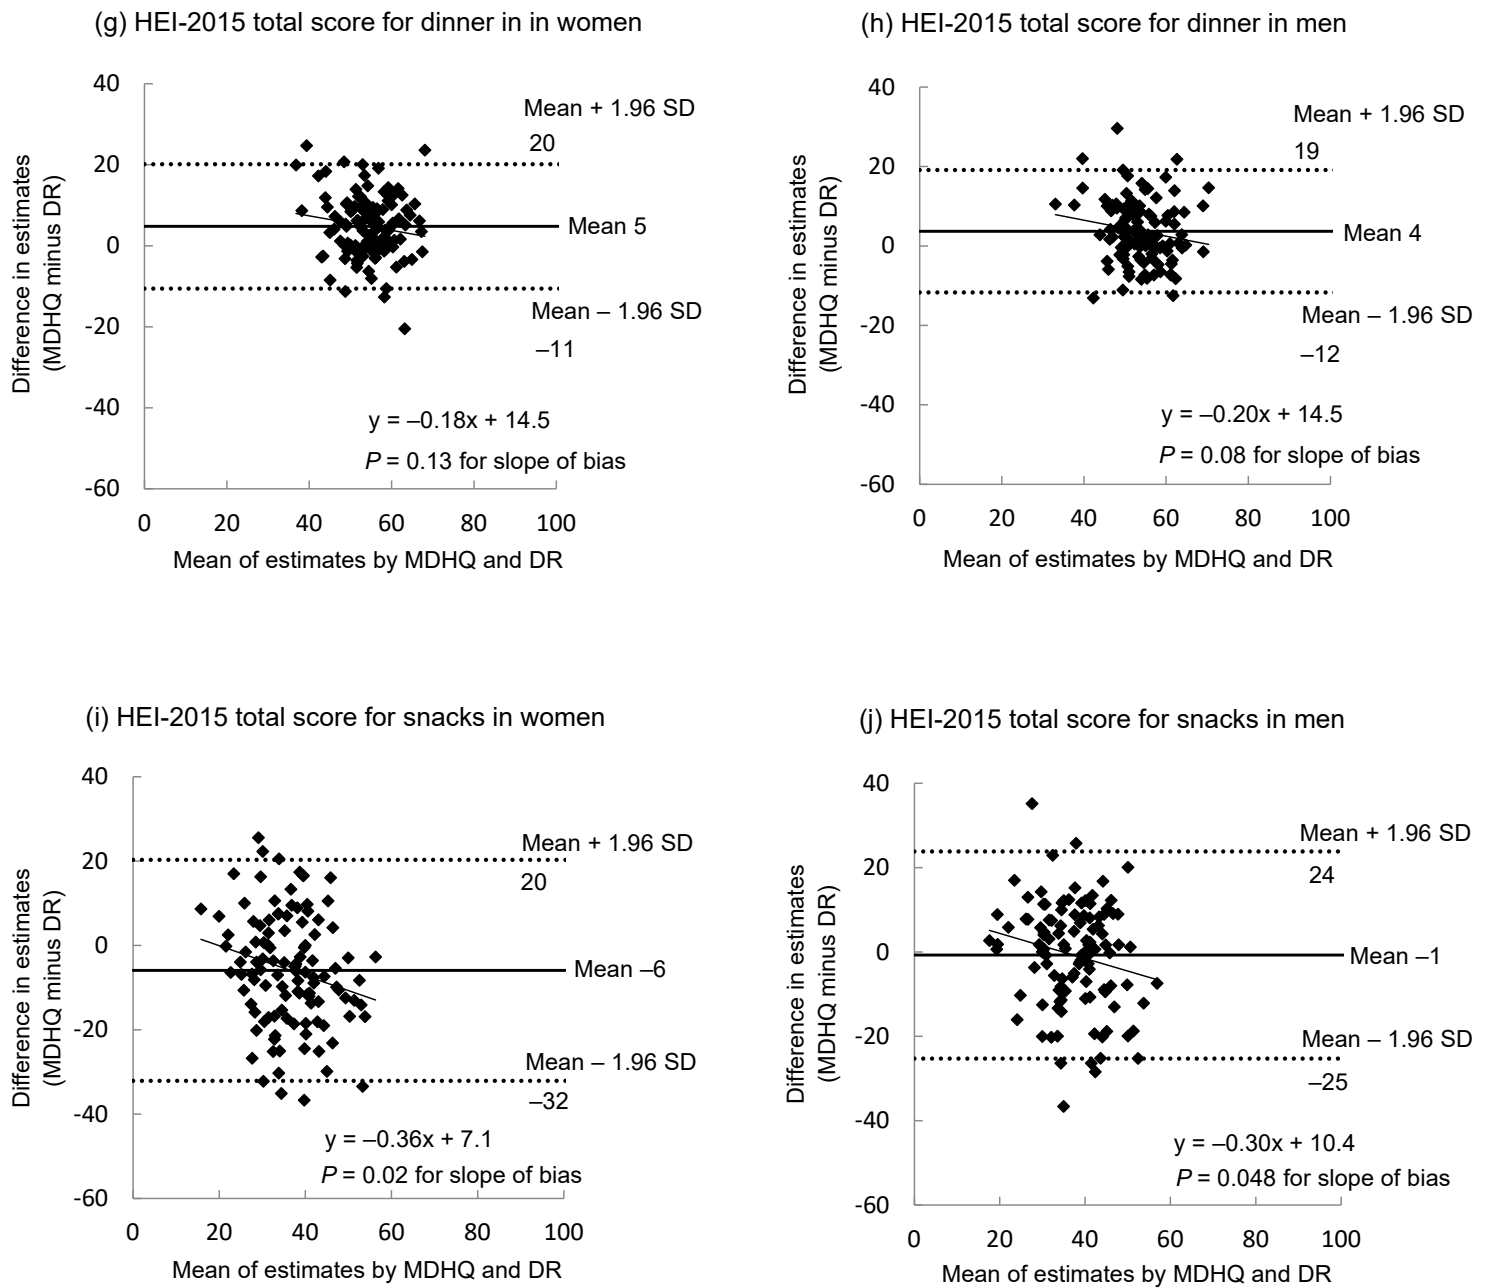 (g) HEI-2015 total score for dinner in in women
40
20
0
-20
-40
-60
Difference in estimates
(MDHQ minus DR)
Mean + 1.96 SD
20
Mean 5
Mean – 1.96 SD
–11
y = –0.18x + 14.5
P = 0.13 for slope of bias
0 20 40 60 80 100
Mean of estimates by MDHQ and DR
(h) HEI-2015 total score for dinner in men
40
20
0
-20
-40
-60
Difference in estimates
(MDHQ minus DR)
Mean + 1.96 SD
19
Mean 4
Mean – 1.96 SD
–12
y = –0.20x + 14.5
P = 0.08 for slope of bias
0 20 40 60 80 100
Mean of estimates by MDHQ and DR
(i) HEI-2015 total score for snacks in women
40
20
0
-20
-40
-60
Difference in estimates
(MDHQ minus DR)
Mean + 1.96 SD
20
Mean –6
Mean – 1.96 SD
–32
y = –0.36x + 7.1
P = 0.02 for slope of bias
0 20 40 60 80 100
Mean of estimates by MDHQ and DR
(j) HEI-2015 total score for snacks in men
40
20
0
-20
-40
-60
Difference in estimates
(MDHQ minus DR)
Mean + 1.96 SD
24
Mean –1
Mean – 1.96 SD
–25
y = –0.30x + 10.4
P = 0.048 for slope of bias
0 20 40 60 80 100
Mean of estimates by MDHQ and DR